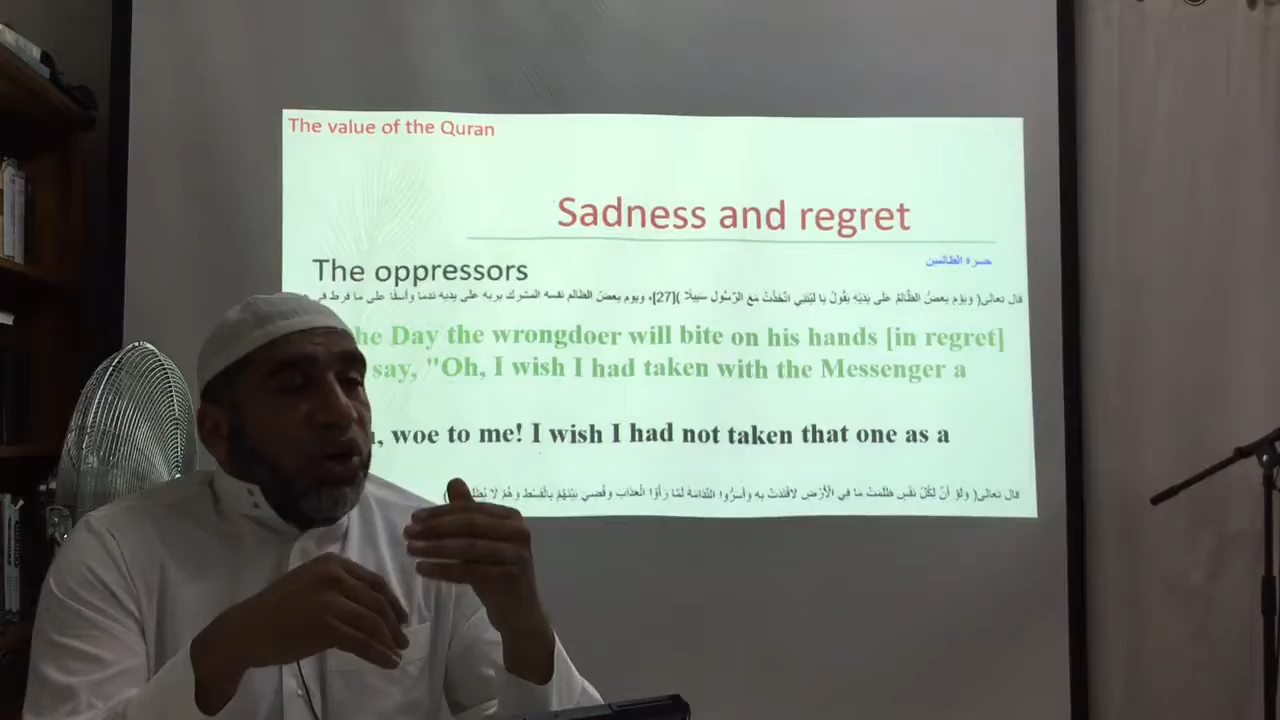 The value of the Quran
Sadness and regret
حسرة الظالمين
The oppressors
قال تعالى( ويوم يعض الظالم على يديه يقول يا ليتني اتخذت مع الرسول سبيلا )[27]، ويوم يعض الظالم نفسه المشرك بربه على يديه ندما وأسفا على ما فرط في
Day the wrongdoer will bite on his hands [in regret]
say, "Oh, I wish I had taken with the Messenger a
, woe to me! I wish I had not taken that one as a
قال تعالى( ولو أن لكل نفس ظلمت ما في الأرض لافتدت به وأسروا الندامة لما رأوا العذاب وقضي بينهم بالقسط وهم لا